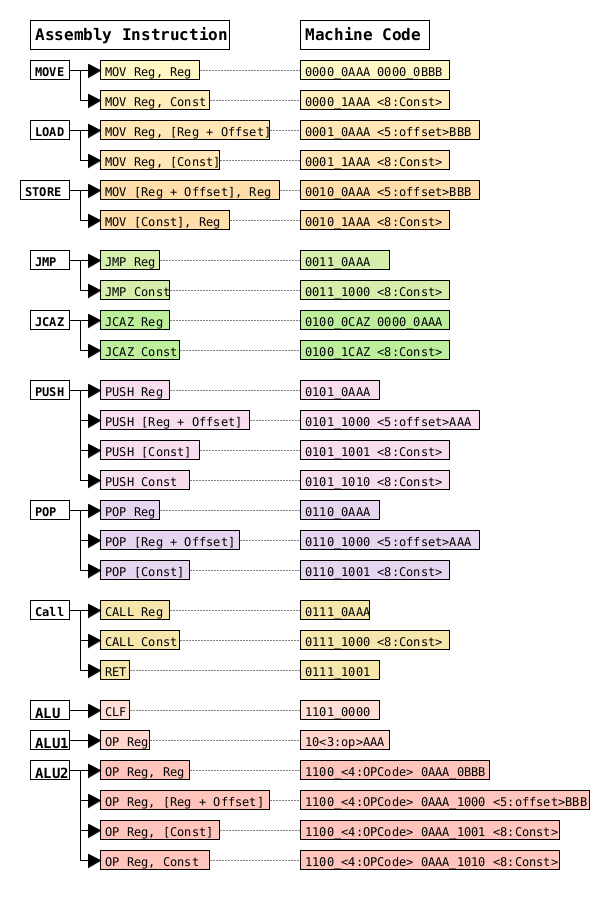 Assembly Instruction Machine Code
MOVE MOV Reg, Reg 0000_0AAA 0000_0BBB
MOV Reg, Const 0000_1AAA <8:Const>
LOAD MOV Reg, [Reg + Offset] 0001_0AAA <5:offset>BBB
MOV Reg, [Const] 0001_1AAA <8:Const>
STORE MOV [Reg + Offset], Reg 0010_0AAA <5:offset>BBB
MOV [Const], Reg 0010_1AAA <8:Const>
JMP JMP Reg 0011_0AAA
JMP Const 0011_1000 <8:Const>
JCAZ JCAZ Reg 0100_0CAZ 0000_0AAA
JCAZ Const 0100_1CAZ <8:Const>
PUSH PUSH Reg 0101_0AAA
PUSH [Reg + Offset] 0101_1000 <5:offset>AAA
PUSH [Const] 0101_1001 <8:Const>
PUSH Const 0101_1010 <8:Const>
POP POP Reg 0110_0AAA
POP [Reg + Offset] 0110_1000 <5:offset>AAA
POP [Const] 0110_1001 <8:Const>
Call CALL Reg 0111_0AAA
CALL Const 0111_1000 <8:Const>
RET 0111_1001
ALU CLF 1101_0000
ALU1 OP Reg 10<3:op>AAA
ALU2 OP Reg, Reg 1100_<4:OPCode> 0AAA_0BBB
OP Reg, [Reg + Offset] 1100_<4:OPCode> 0AAA_1000 <5:offset>BBB
OP Reg, [Const] 1100_<4:OPCode> 0AAA_1001 <8:Const>
OP Reg, Const 1100_<4:OPCode> 0AAA_1010 <8:Const>